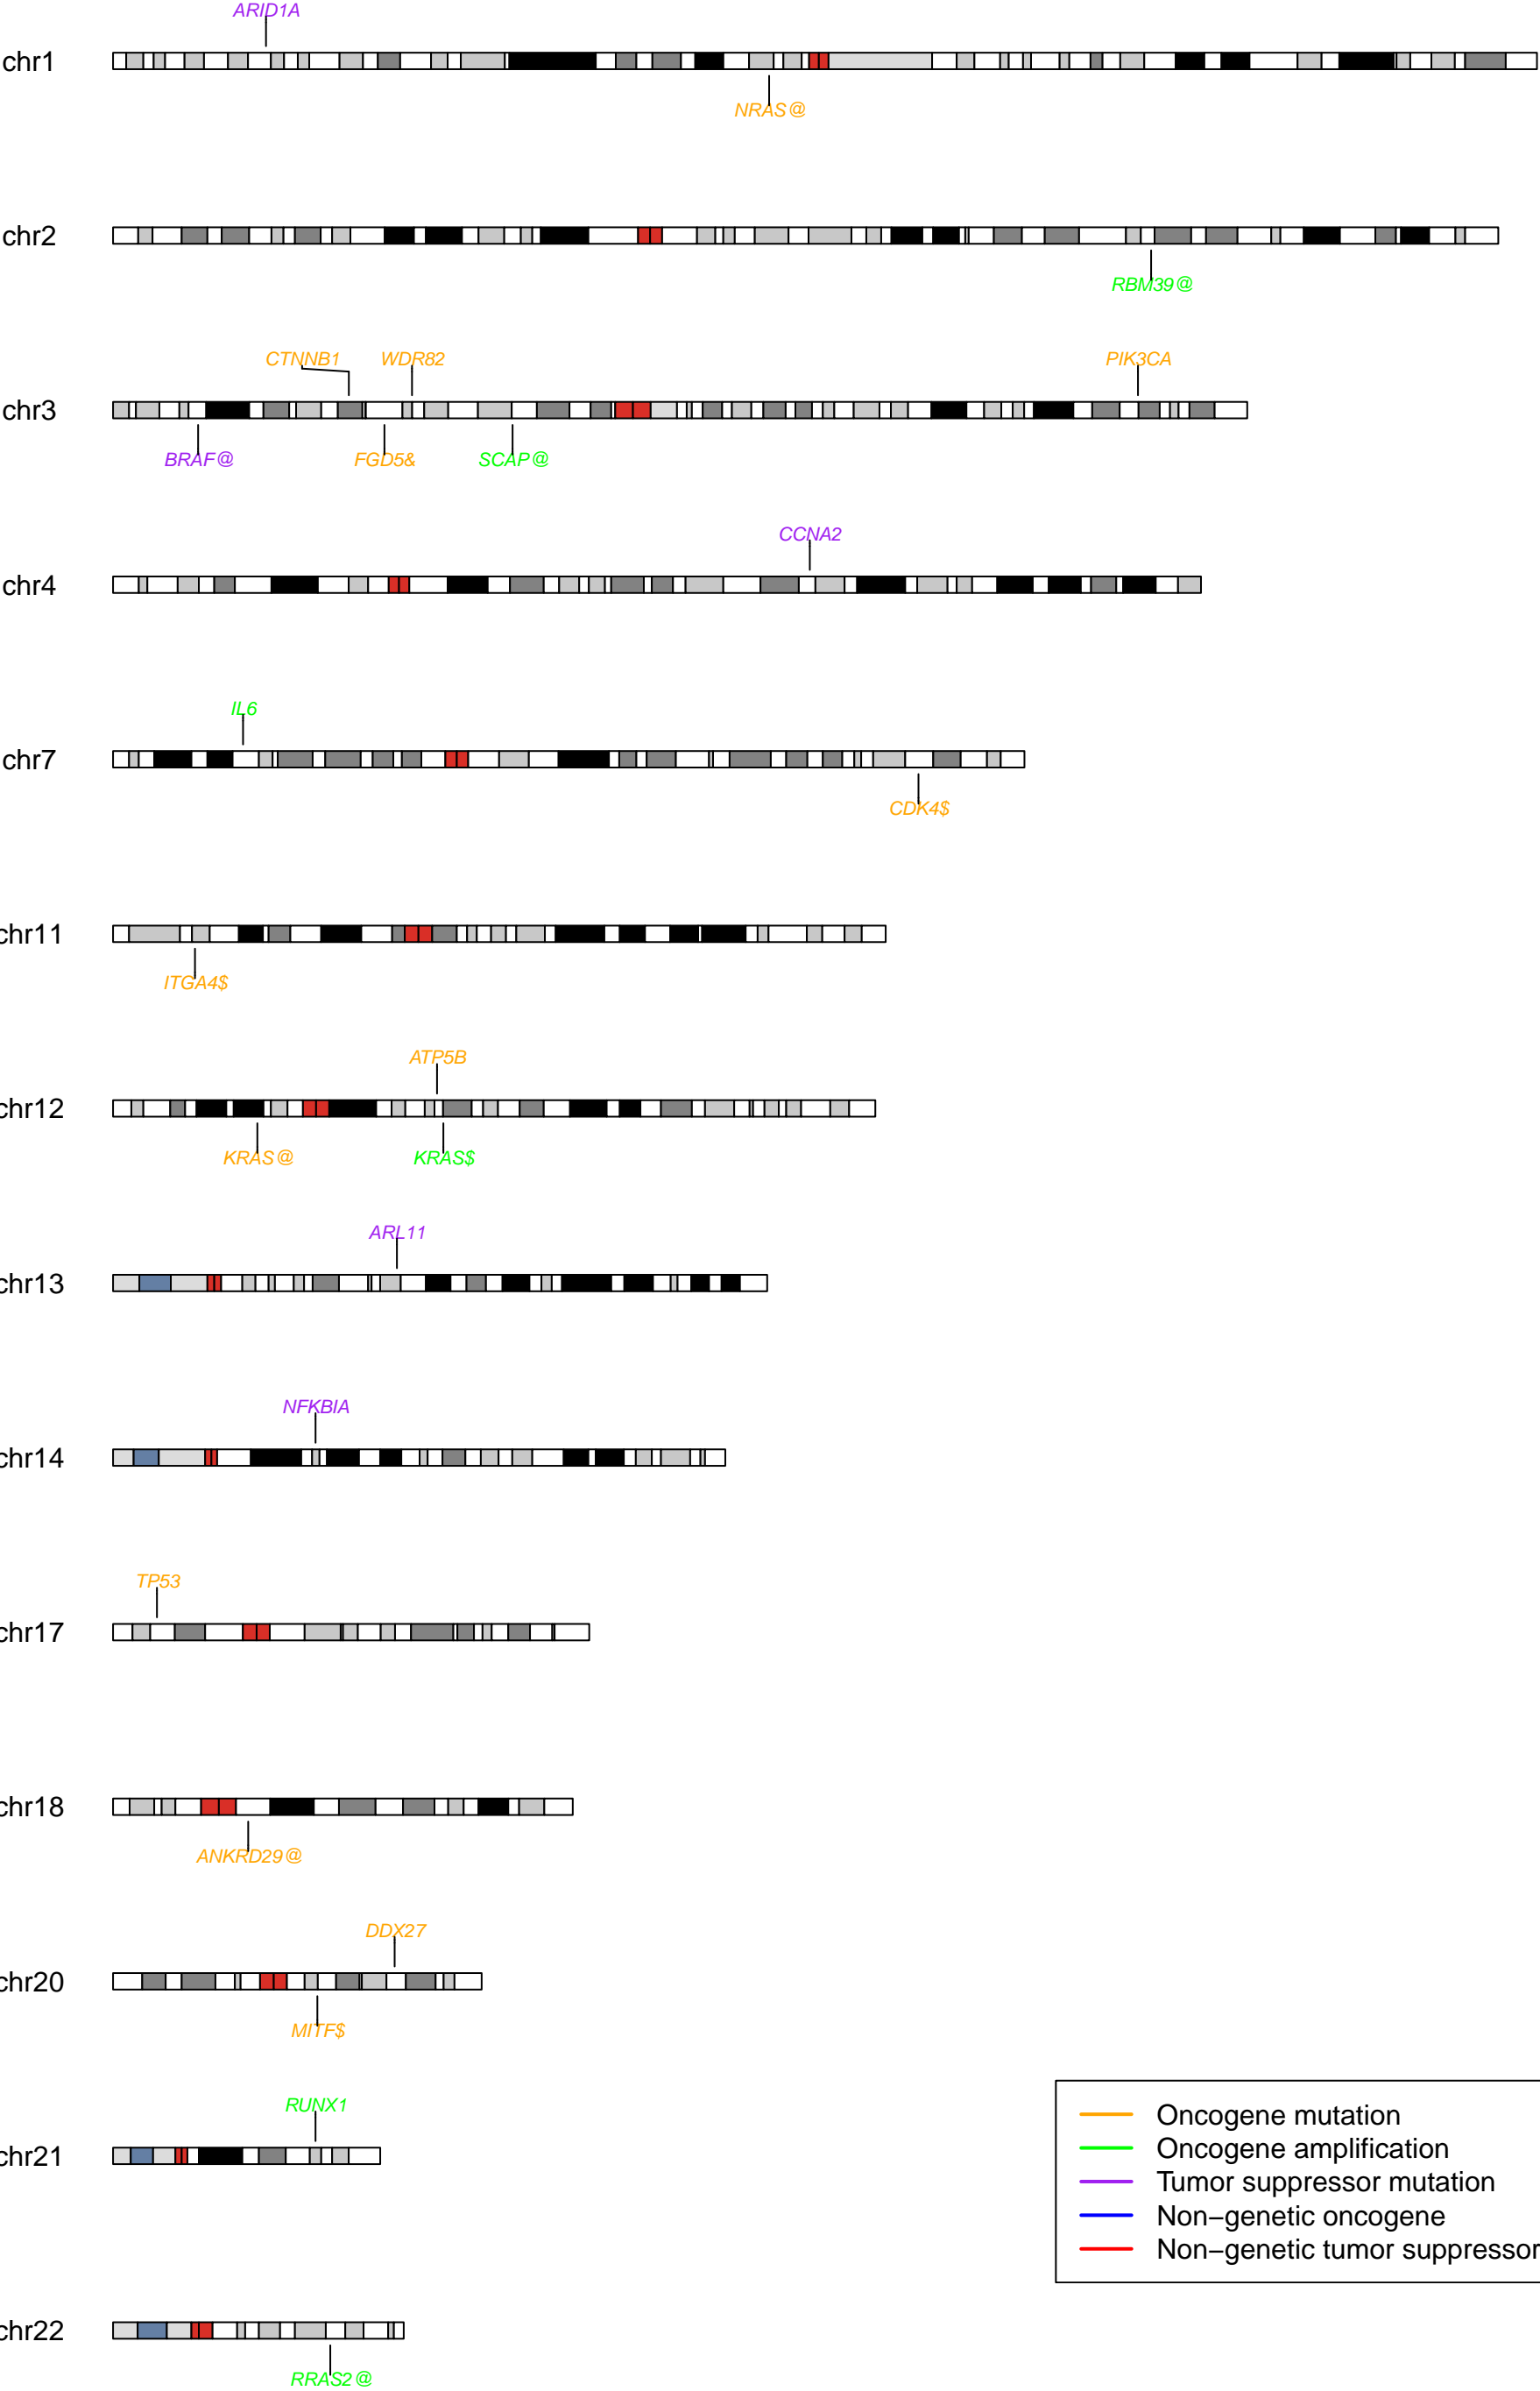 ARID1A
chr1
NRAS@
chr2
RBM39@
CTNNB1 WDR82 PIK3CA
chr3
BRAF@ FGD5& SCAP@
CCNA2
chr4
IL6
chr7
CDK4$
chr11
ITGA4$
ATP5B
chr12
KRAS@ KRAS$
ARL11
chr13
NFKBIA
chr14
TP53
chr17
chr18
ANKRD29@
DDX27
chr20
MITF$
RUNX1
chr21
Oncogene mutation
Oncogene amplification
Tumor suppressor mutation
Non−genetic oncogene
Non−genetic tumor suppressor
chr22
RRAS2@